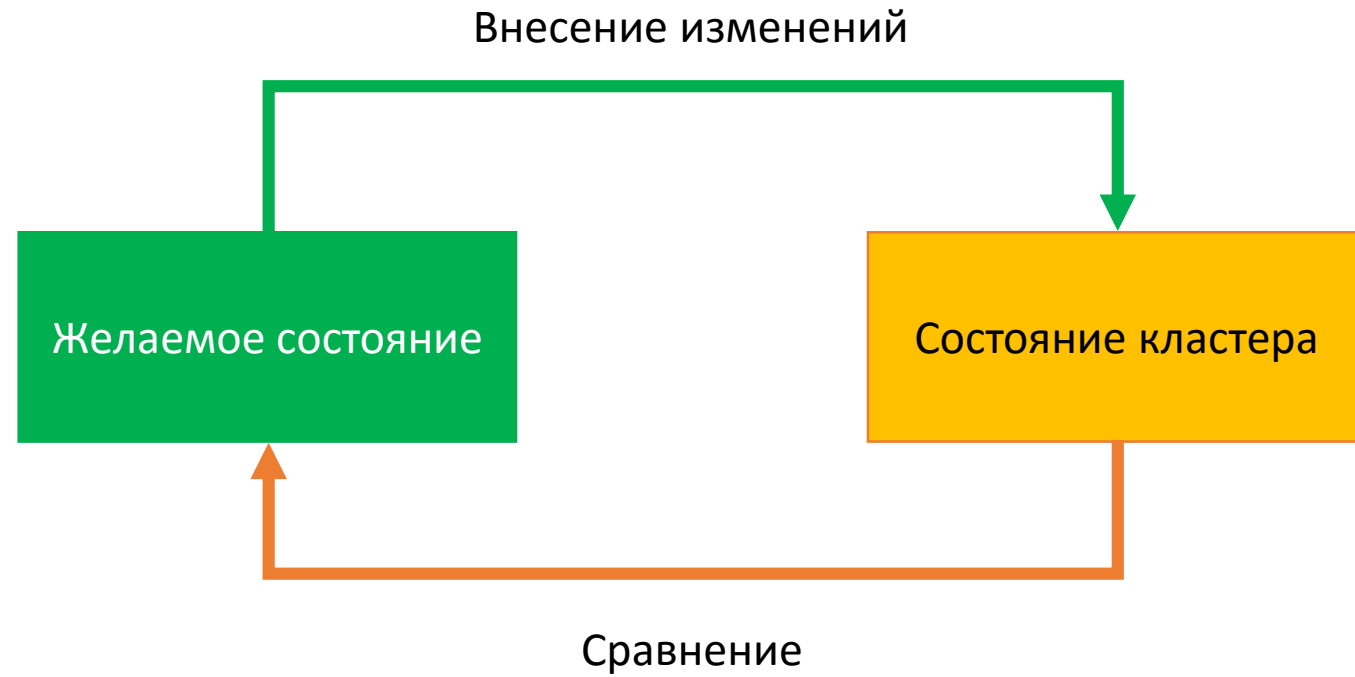 Внесение изменений
Желаемое состояние
Состояние кластера
Сравнение